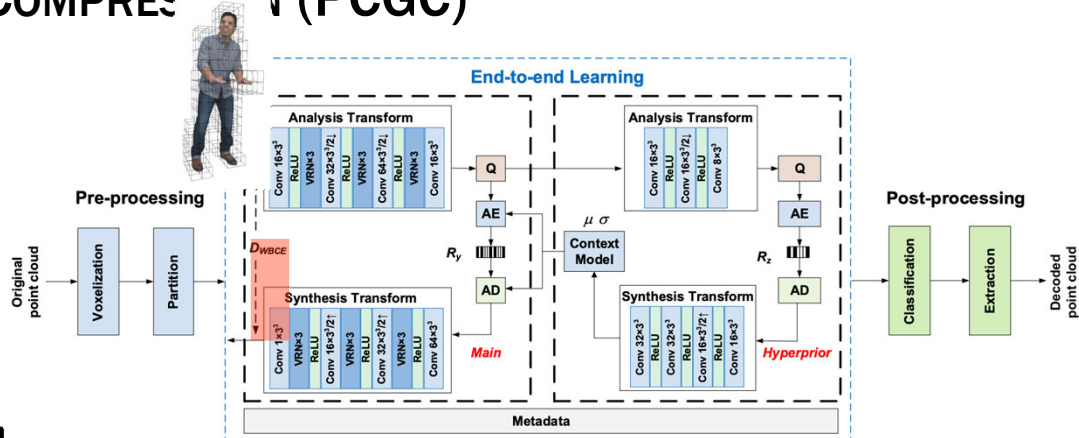 (PCGC)
End-to-end Learning
Analysis Transform
Conv 16×3³
ReLU
VRN×3
Conv 32×3³/2↓
ReLU
VRN×3
Conv 64×3³/2↓
ReLU
VRN×3
Conv 16×3³
Q
AE
R_y
AD
D_WBCE
Synthesis Transform
Conv 1×3³
VRN×3
ReLU
Conv 16×3³/2↑
VRN×3
ReLU
Conv 32×3³/2↑
VRN×3
ReLU
Conv 64×3³
Main
μ σ
Context
Model
Analysis Transform
Conv 16×3³
ReLU
Conv 16×3³/2↓
ReLU
Conv 8×3³
Q
AE
R_z
AD
Synthesis Transform
Conv 32×3³
ReLU
Conv 32×3³
ReLU
Conv 16×3³/2↑
ReLU
Conv 16×3³
Hyperprior
Metadata
Pre-processing
Original
point cloud
Voxelization
Partition
Post-processing
Classification
Extraction
Decoded
point cloud